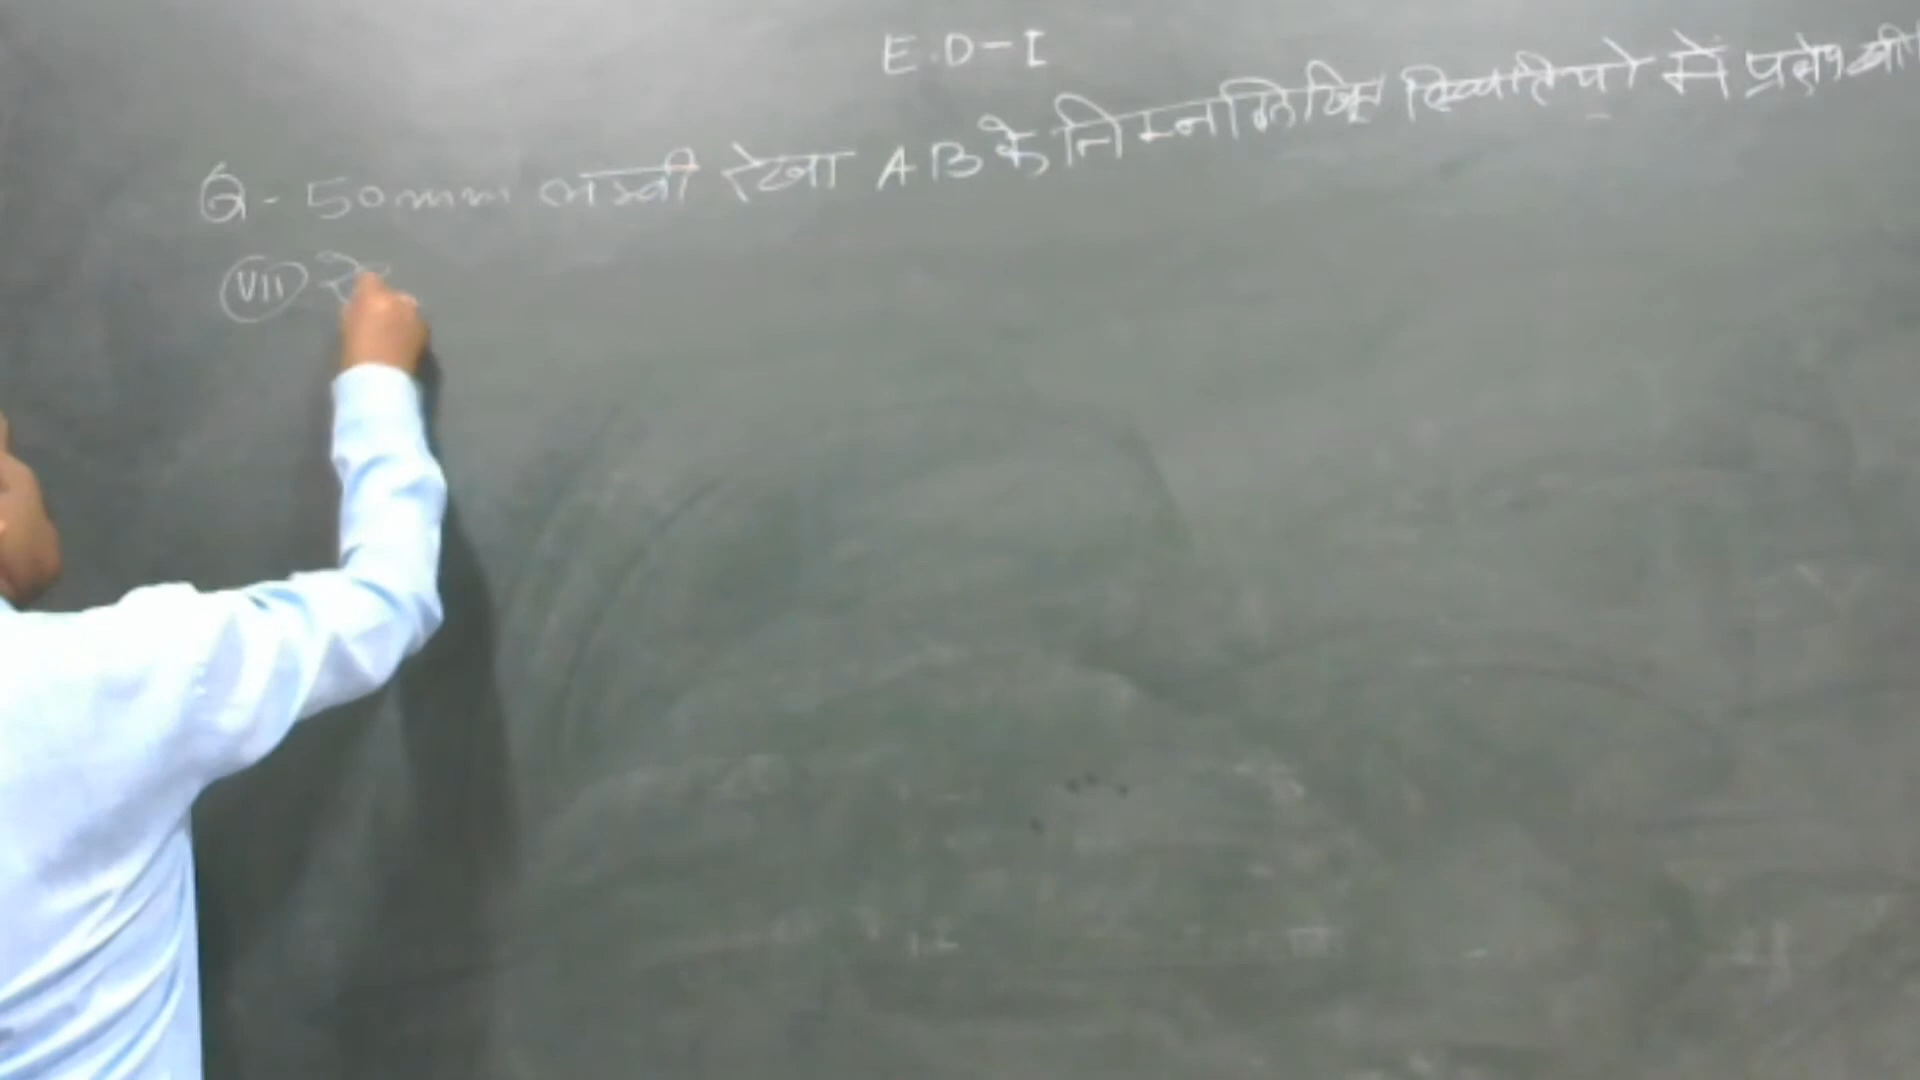 E.D-I
Q - 50mm लम्बी रेखा AB के निम्नलिखित स्थितियो में प्रक्षेप खी
VII रे